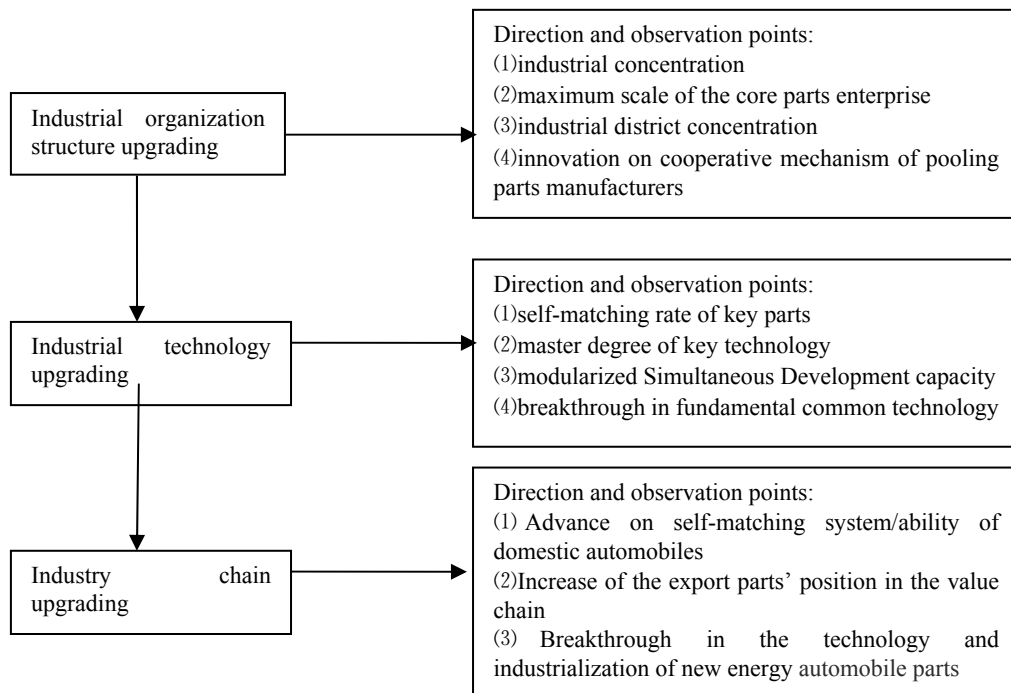 Industrial organization
structure upgrading
Direction and observation points:
⑴industrial concentration
⑵maximum scale of the core parts enterprise
⑶industrial district concentration
⑷innovation on cooperative mechanism of pooling
parts manufacturers
Industrial technology
upgrading
Direction and observation points:
⑴self-matching rate of key parts
⑵master degree of key technology
⑶modularized Simultaneous Development capacity
⑷breakthrough in fundamental common technology
Industry chain
upgrading
Direction and observation points:
⑴ Advance on self-matching system/ability of
domestic automobiles
⑵Increase of the export parts’ position in the value
chain
⑶ Breakthrough in the technology and
industrialization of new energy automobile parts